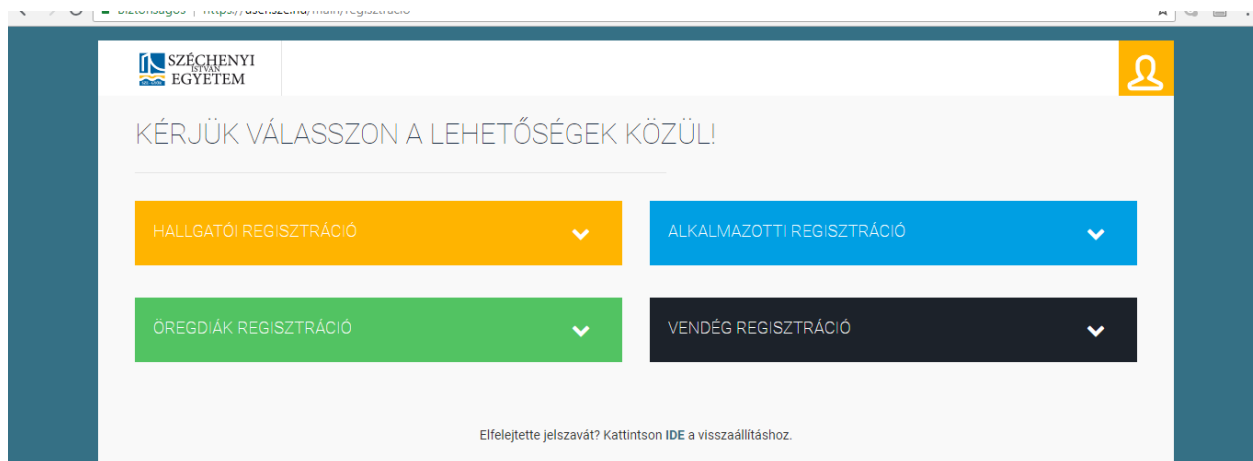 SZÉCHENYI
ISTVÁN
EGYETEM
KÉRJÜK VÁLASSZON A LEHETŐSÉGEK KÖZÜL!
HALLGATÓI REGISZTRÁCIÓ
ALKALMAZOTTI REGISZTRÁCIÓ
ÖREGDIÁK REGISZTRÁCIÓ
VENDÉG REGISZTRÁCIÓ
Elfelejtette jelszavát? Kattintson IDE a visszaállításhoz.